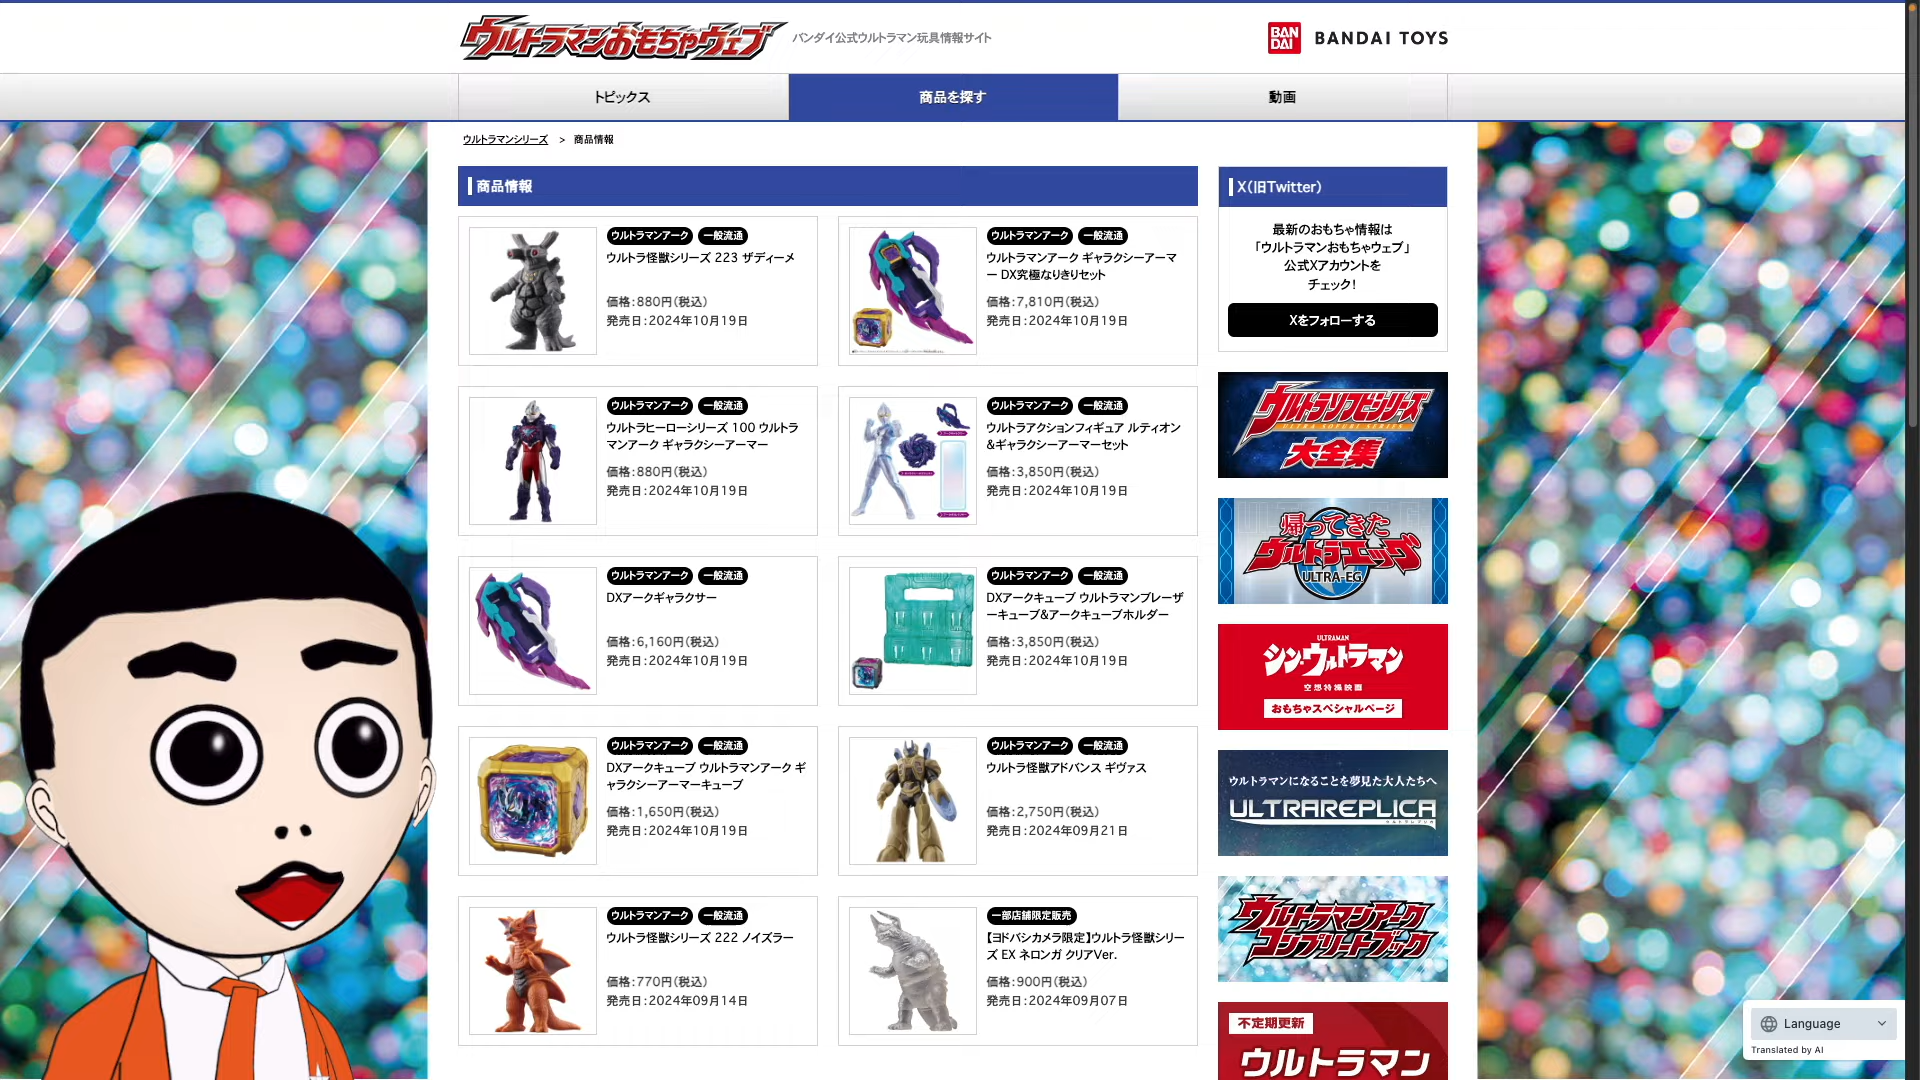 ウルトラマンおもちゃウェブ
バンダイ公式ウルトラマン玩具情報サイト
BAN
DAI
BANDAI TOYS
トピックス
商品を探す
動画
ウルトラマンシリーズ > 商品情報
商品情報
ウルトラマンアーク 一般流通
ウルトラ怪獣シリーズ 223 ザディーメ
価格：880円（税込）
発売日：2024年10月19日
ウルトラマンアーク 一般流通
ウルトラマンアーク ギャラクシーアーマ
ー DX究極なりきりセット
価格：7,810円（税込）
発売日：2024年10月19日
ウルトラマンアーク 一般流通
ウルトラヒーローシリーズ 100 ウルトラ
マンアーク ギャラクシーアーマー
価格：880円（税込）
発売日：2024年10月19日
ウルトラマンアーク 一般流通
ウルトラアクションフィギュア ルティオン
&ギャラクシーアーマーセット
価格：3,850円（税込）
発売日：2024年10月19日
ウルトラマンアーク 一般流通
DXアークギャラクサー
価格：6,160円（税込）
発売日：2024年10月19日
ウルトラマンアーク 一般流通
DXアークキューブ ウルトラマンブレーザ
ーキューブ&アークキューブホルダー
価格：3,850円（税込）
発売日：2024年10月19日
ウルトラマンアーク 一般流通
DXアークキューブ ウルトラマンアーク ギ
ャラクシーアーマーキューブ
価格：1,650円（税込）
発売日：2024年10月19日
ウルトラマンアーク 一般流通
ウルトラ怪獣アドバンス ギヴァス
価格：2,750円（税込）
発売日：2024年09月21日
ウルトラマンアーク 一般流通
ウルトラ怪獣シリーズ 222 ノイズラー
価格：770円（税込）
発売日：2024年09月14日
一部店舗限定販売
【ヨドバシカメラ限定】ウルトラ怪獣シリー
ズ EX ネロンガ クリアVer.
価格：900円（税込）
発売日：2024年09月07日
X（旧Twitter）
最新のおもちゃ情報は
「ウルトラマンおもちゃウェブ」
公式Xアカウントを
チェック！
Xをフォローする
ウルトラソフビシリーズ
ULTRA SOFUBI SERIES
大全集
帰ってきた
ウルトラエッグ
ULTRA-EGG
ULTRAMAN
シン・ウルトラマン
空想特撮映画
おもちゃスペシャルページ
ウルトラマンになることを夢見た大人たちへ
ULTRAREPLICA
ウルトラレプリカ
ウルトラマンアーク
コンプリートブック
不定期更新
ウルトラマン
Language
Translated by AI